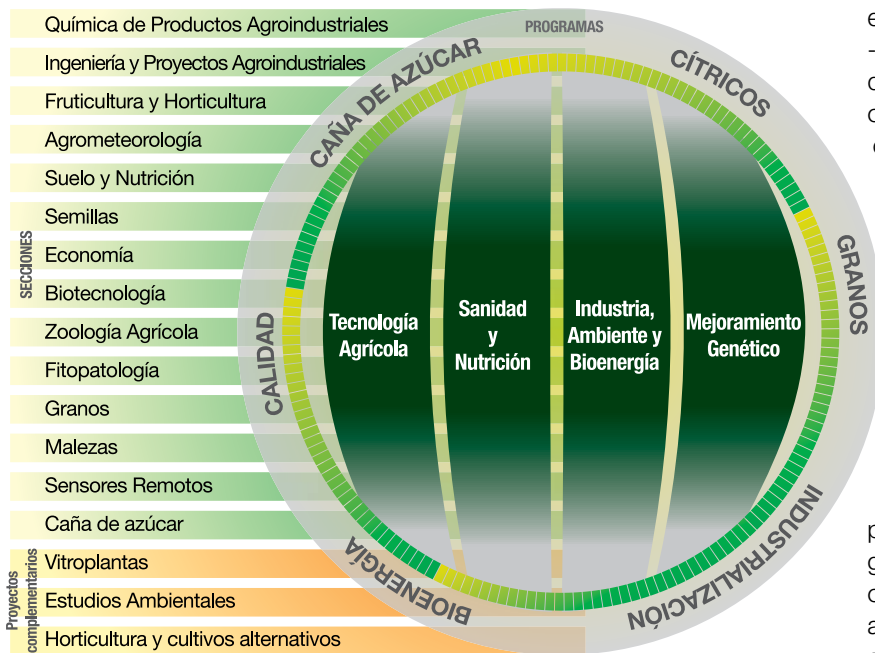 Química de Productos Agroindustriales
Ingeniería y Proyectos Agroindustriales
Fruticultura y Horticultura
Agrometeorología
Suelo y Nutrición
Semillas
Economía
Biotecnología
Zoología Agrícola
Fitopatología
Granos
Malezas
Sensores Remotos
Caña de azúcar
Vitroplantas
Estudios Ambientales
Horticultura y cultivos alternativos
SECCIONES
Proyectos
complementarios
PROGRAMAS
CAÑA DE AZÚCAR
CÍTRICOS
GRANOS
INDUSTRIALIZACIÓN
BIOENERGÍA
CALIDAD
Tecnología
Agrícola
Sanidad
y
Nutrición
Industria,
Ambiente y
Bioenergía
Mejoramiento
Genético